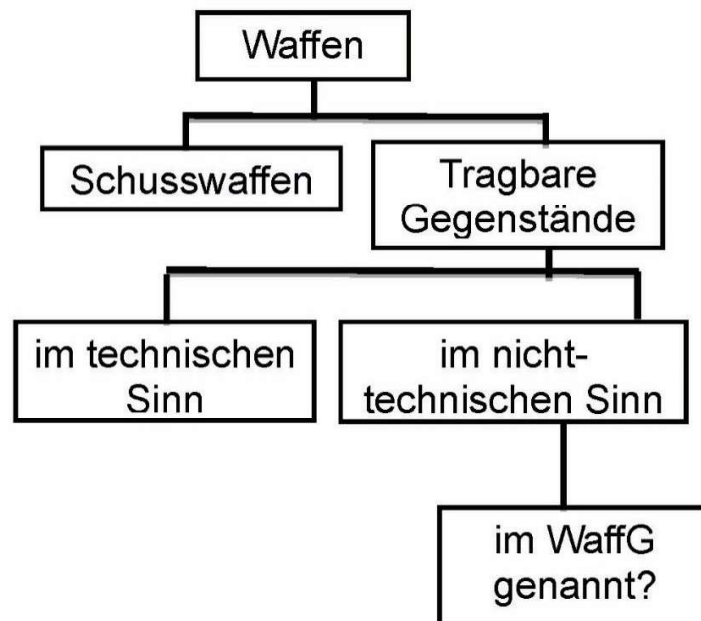 Waffen
Schusswaffen
Tragbare
Gegenstände
im technischen
Sinn
im nicht-
technischen Sinn
im WaffG
genannt?